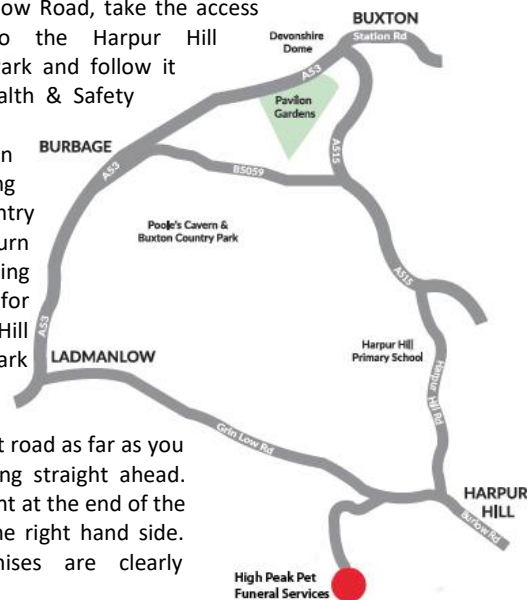 ow Road, take the access
o the Harpur Hill
ark and follow it
alth & Safety
n
ng
ntry
urn
ing
for
Hill
ark
t road as far as you
ng straight ahead.
nt at the end of the
ne right hand side.
nises are clearly
BUXTON
Station Rd
Devonshire
Dome
A53
Pavilion
Gardens
A515
BURBAGE
A53
B5059
Poole's Cavern &
Buxton Country Park
A515
A53
LADMANLOW
Harpur Hill
Primary School
Harpur Hill Rd
Grin Low Rd
HARPUR
HILL
Burlow Rd
High Peak Pet
Funeral Services